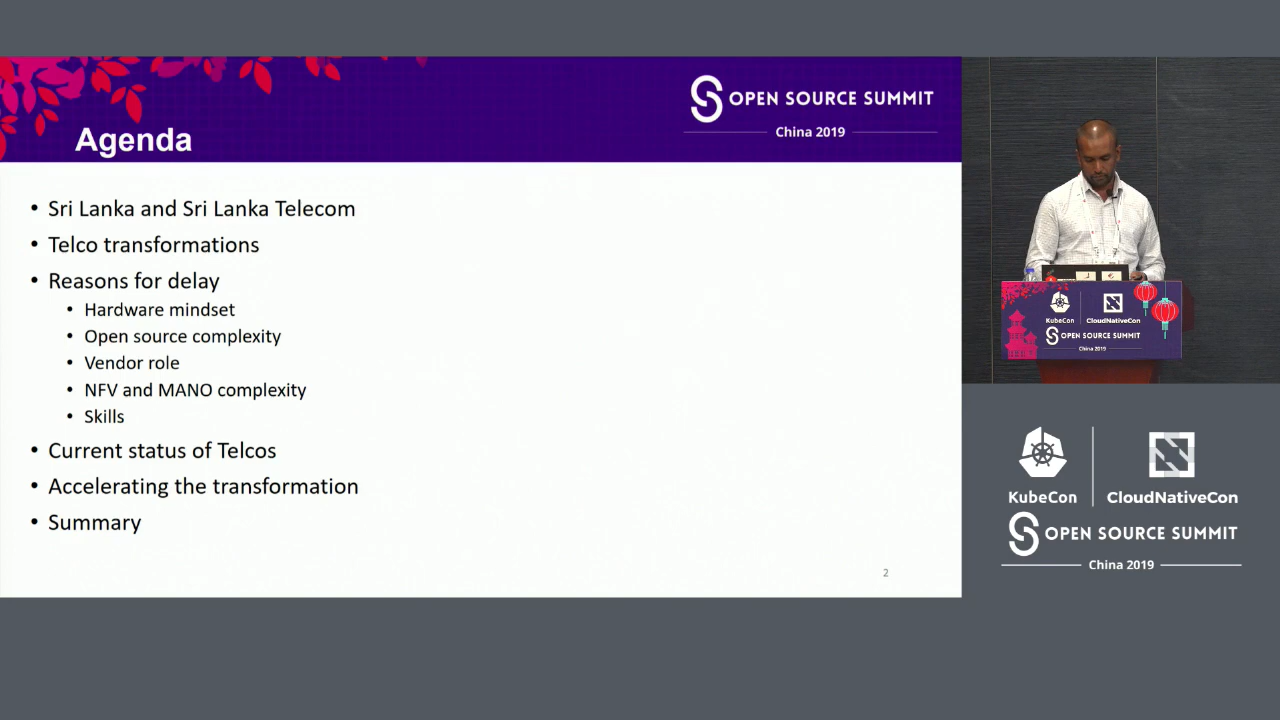 Agenda
OPEN SOURCE SUMMIT
China 2019
• Sri Lanka and Sri Lanka Telecom
• Telco transformations
• Reasons for delay
• Hardware mindset
• Open source complexity
• Vendor role
• NFV and MANO complexity
• Skills
• Current status of Telcos
• Accelerating the transformation
• Summary
2
KubeCon
CloudNativeCon
OPEN SOURCE SUMMIT
China 2019
KubeCon
CloudNativeCon
OPEN SOURCE SUMMIT
China 2019